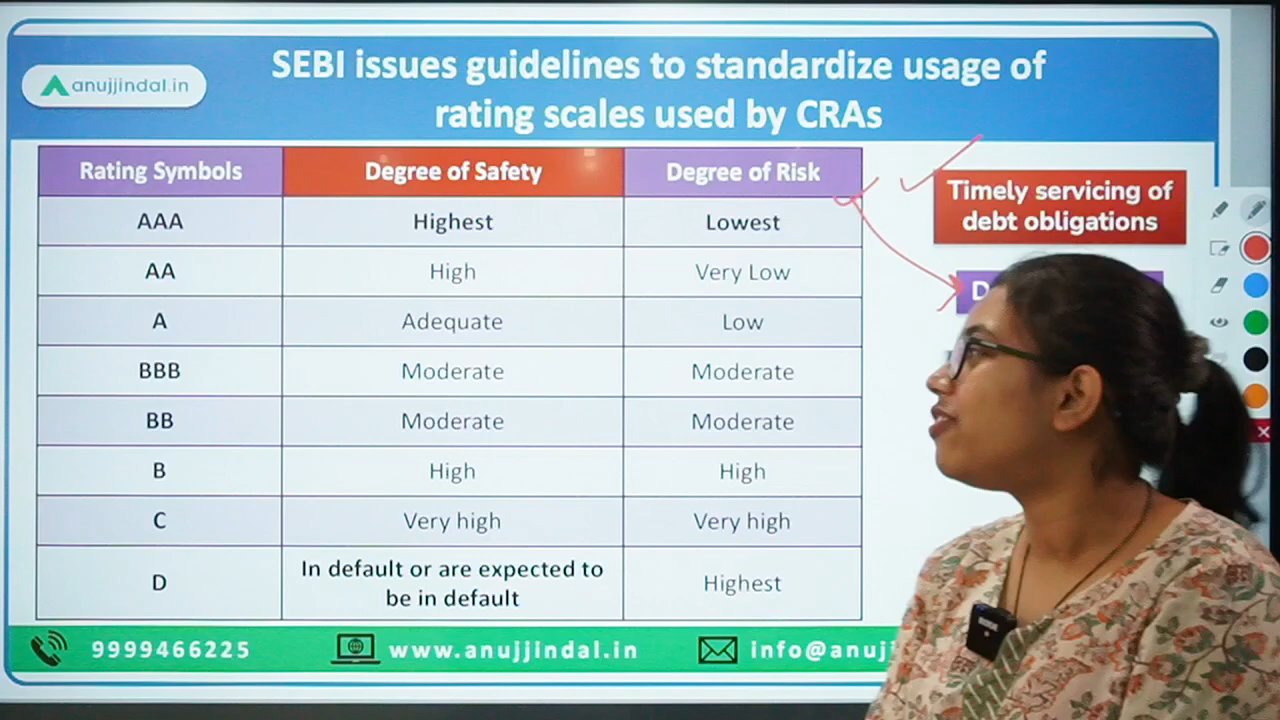 SEBI issues guidelines to standardize usage of
rating scales used by CRAs
anujjindal.in
Rating Symbols Degree of Safety Degree of Risk
AAA Highest Lowest
AA High Very Low
A Adequate Low
BBB Moderate Moderate
BB Moderate Moderate
B High High
C Very high Very high
D In default or are expected to be in default Highest
Timely servicing of
debt obligations
9999466225 www.anujjindal.in